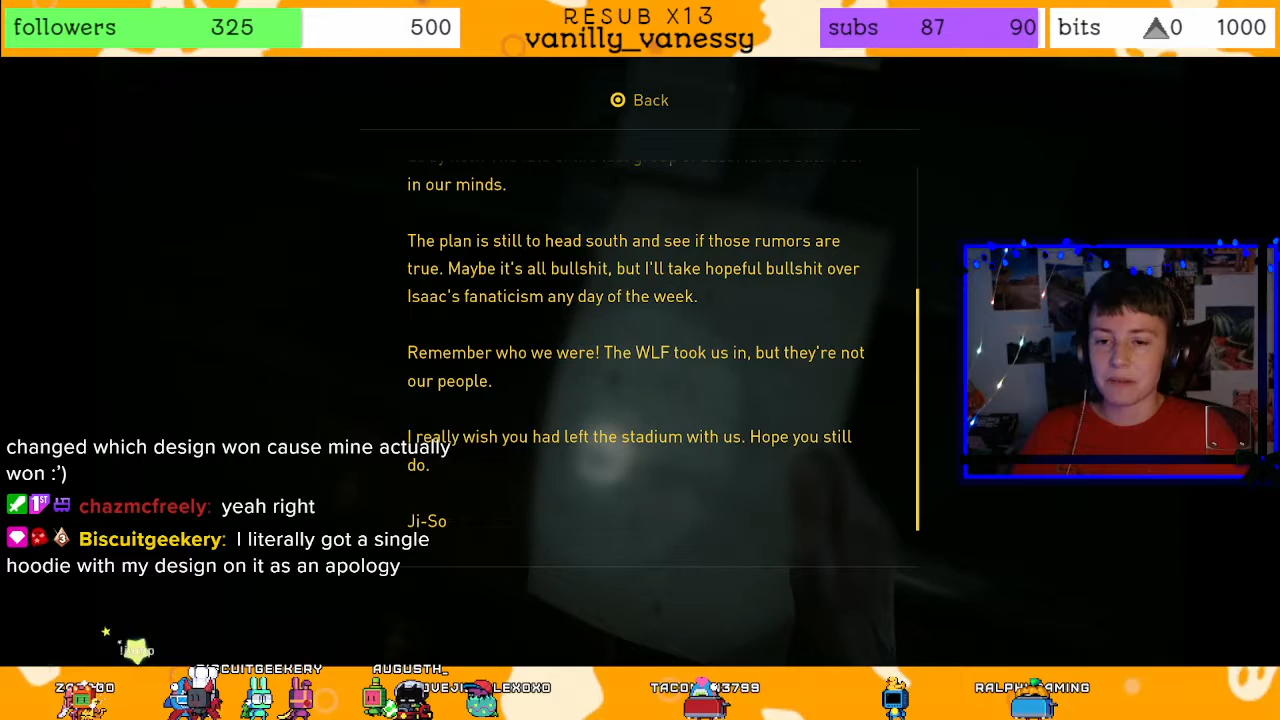 followers 325 500
RESUB X13
vanilly_vanessy
subs 87 90
bits 0 1000
Back
in our minds.
The plan is still to head south and see if those rumors are
true. Maybe it's all bullshit, but I'll take hopeful bullshit over
Isaac's fanaticism any day of the week.
Remember who we were! The WLF took us in, but they're not
our people.
I really wish you had left the stadium with us. Hope you still
do.
Ji-So
changed which design won cause mine actually
won :')
1ST chazmcfreely: yeah right
3 Biscuitgeekery: I literally got a single
hoodie with my design on it as an apology
!jump
BISCUITGEEKERY AUGUSTH_